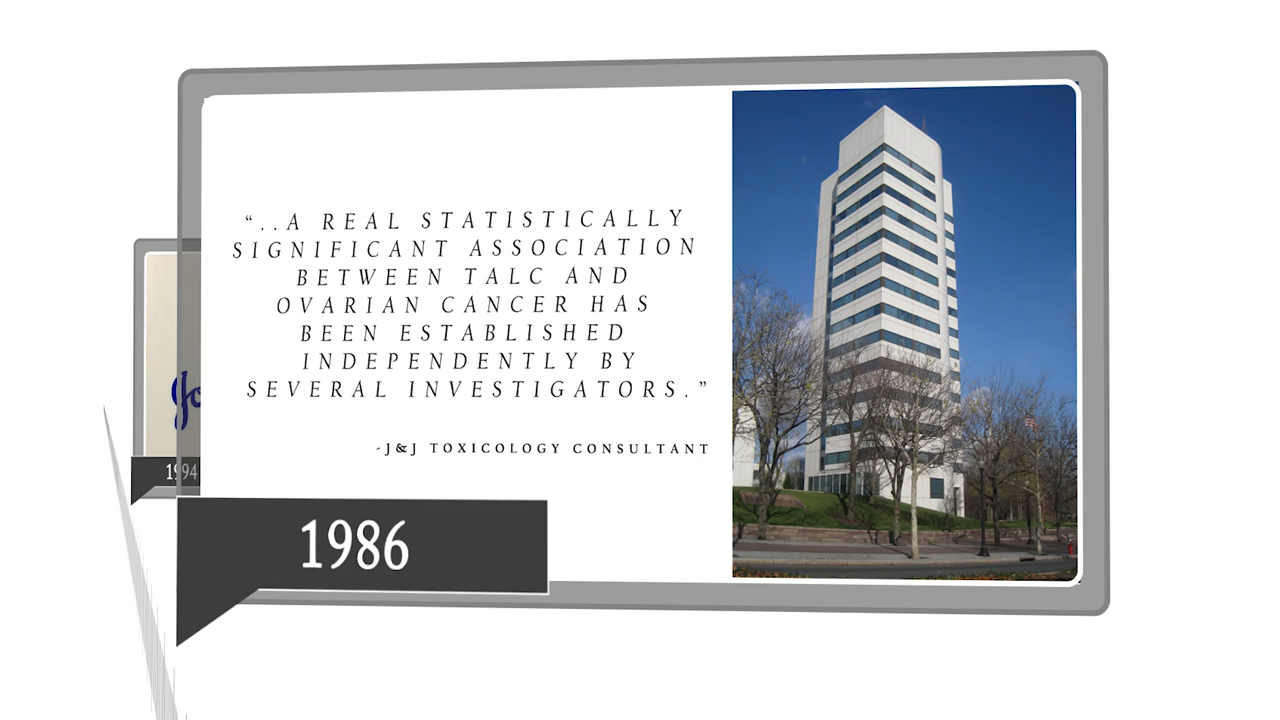 “..A REAL STATISTICALLY
SIGNIFICANT ASSOCIATION
BETWEEN TALC AND
OVARIAN CANCER HAS
BEEN ESTABLISHED
INDEPENDENTLY BY
SEVERAL INVESTIGATORS.”
-J&J TOXICOLOGY CONSULTANT
1986
1994